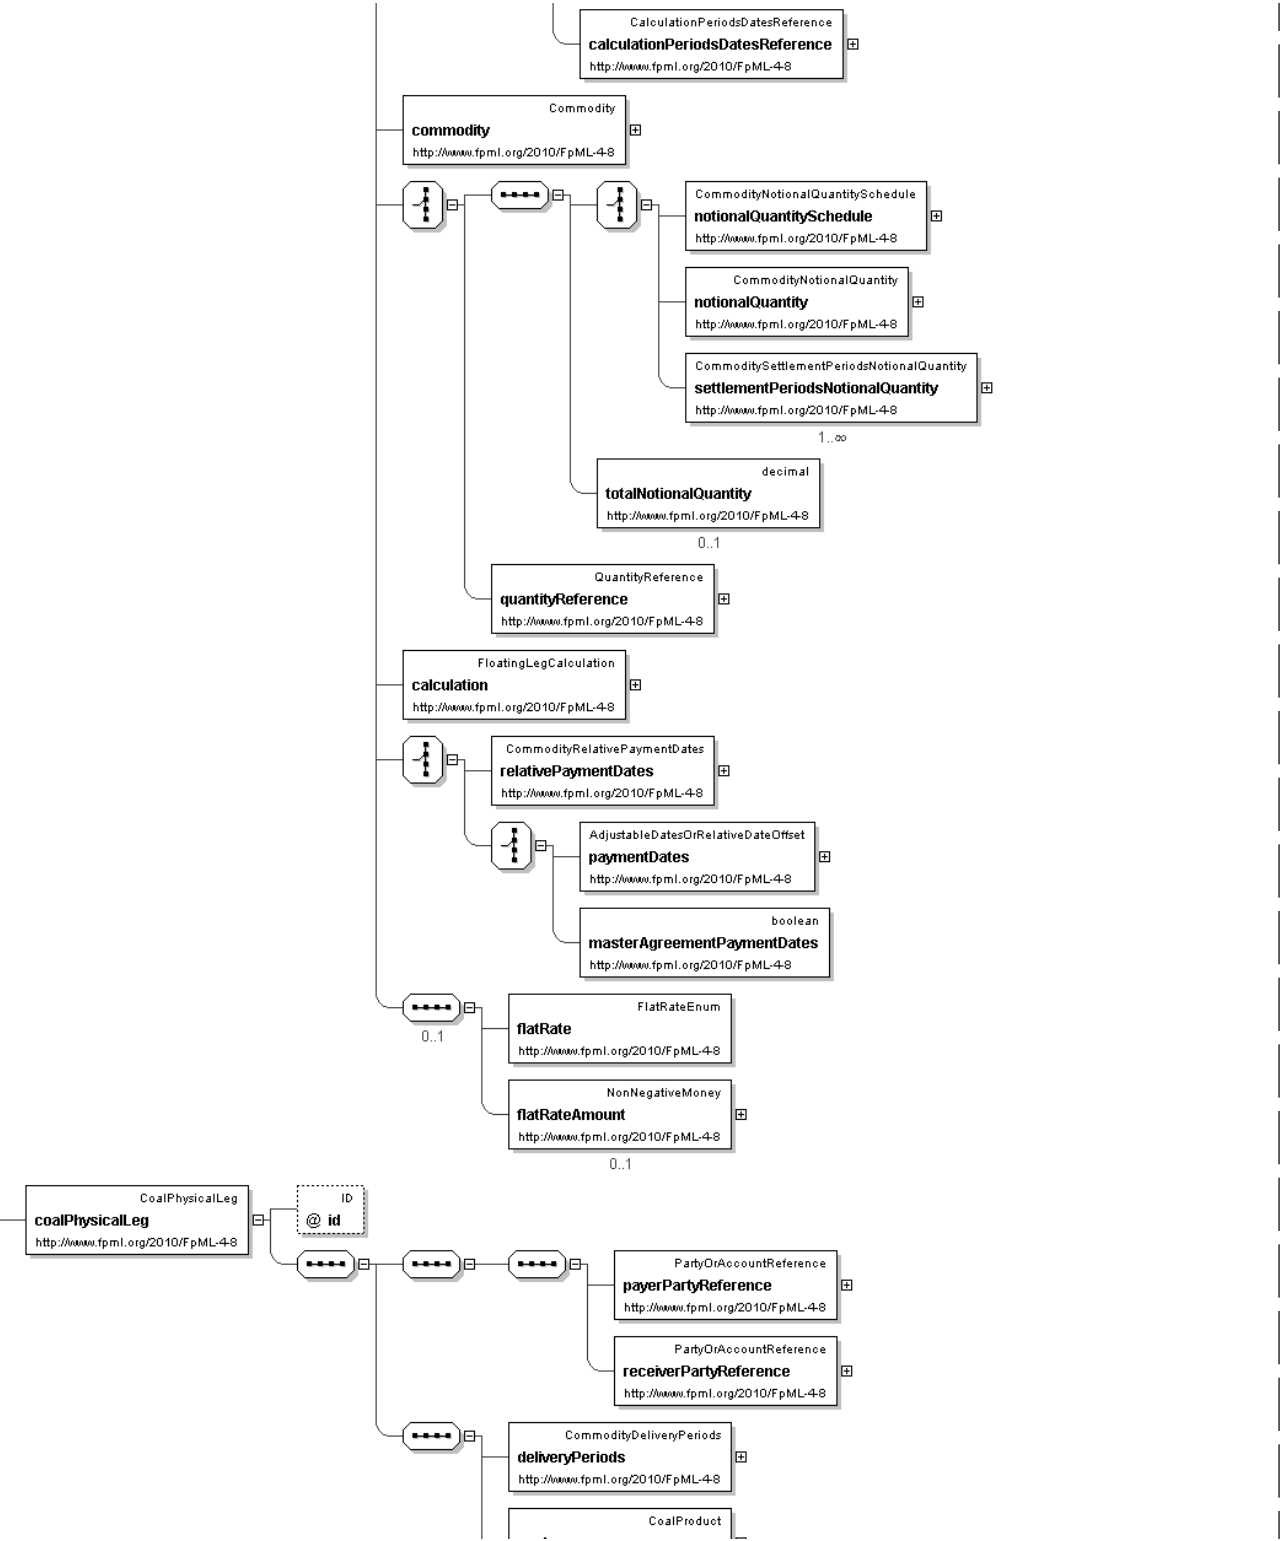 CalculationPeriodsDatesReference
calculationPeriodsDatesReference
http://www.fpml.org/2010/FpML-4-8
Commodity
commodity
http://www.fpml.org/2010/FpML-4-8
CommodityNotionalQuantitySchedule
notionalQuantitySchedule
http://www.fpml.org/2010/FpML-4-8
CommodityNotionalQuantity
notionalQuantity
http://www.fpml.org/2010/FpML-4-8
CommoditySettlementPeriodsNotionalQuantity
settlementPeriodsNotionalQuantity
http://www.fpml.org/2010/FpML-4-8
1..∞
decimal
totalNotionalQuantity
http://www.fpml.org/2010/FpML-4-8
0..1
QuantityReference
quantityReference
http://www.fpml.org/2010/FpML-4-8
FloatingLegCalculation
calculation
http://www.fpml.org/2010/FpML-4-8
CommodityRelativePaymentDates
relativePaymentDates
http://www.fpml.org/2010/FpML-4-8
AdjustableDatesOrRelativeDateOffset
paymentDates
http://www.fpml.org/2010/FpML-4-8
boolean
masterAgreementPaymentDates
http://www.fpml.org/2010/FpML-4-8
0..1
FlatRateEnum
flatRate
http://www.fpml.org/2010/FpML-4-8
NonNegativeMoney
flatRateAmount
http://www.fpml.org/2010/FpML-4-8
0..1
CoalPhysicalLeg
coalPhysicalLeg
http://www.fpml.org/2010/FpML-4-8
ID
@ id
PartyOrAccountReference
payerPartyReference
http://www.fpml.org/2010/FpML-4-8
PartyOrAccountReference
receiverPartyReference
http://www.fpml.org/2010/FpML-4-8
CommodityDeliveryPeriods
deliveryPeriods
http://www.fpml.org/2010/FpML-4-8
CoalProduct